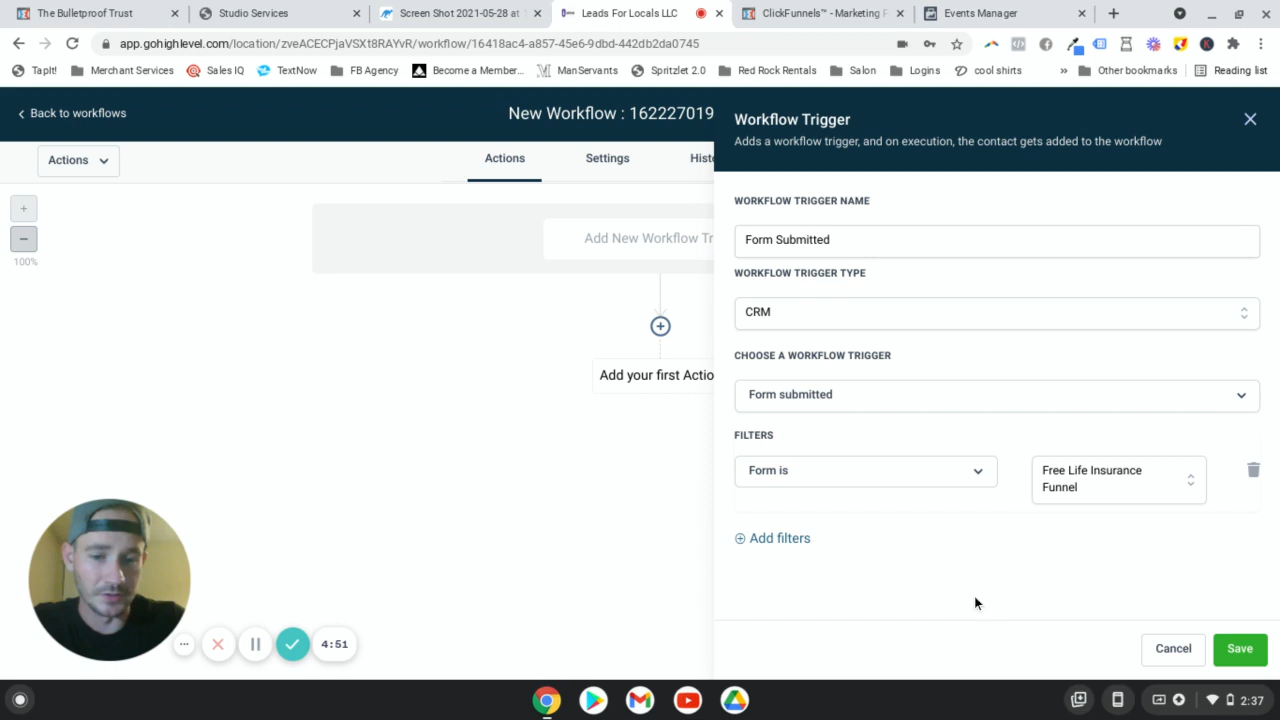 The Bulletproof Trust
Studio Services
Screen Shot 2021-05-28 at
Leads For Locals LLC
ClickFunnels™ - Marketing F
Events Manager
app.gohighlevel.com/location/zveACECPjaVSXt8RAYvR/workflow/16418ac4-a857-45e6-9dbd-442db2da0745
TapIt!
Merchant Services
Sales IQ
TextNow
FB Agency
Become a Member...
ManServants
Spritzlet 2.0
Red Rock Rentals
Salon
Logins
cool shirts
»
Other bookmarks
Reading list
Back to workflows
New Workflow : 162227019
Workflow Trigger
Adds a workflow trigger, and on execution, the contact gets added to the workflow
Actions
Actions
Settings
Histo
100%
Add New Workflow Tr
Add your first Actio
WORKFLOW TRIGGER NAME
Form Submitted
WORKFLOW TRIGGER TYPE
CRM
CHOOSE A WORKFLOW TRIGGER
Form submitted
FILTERS
Form is
Free Life Insurance
Funnel
Add filters
4:51
Cancel
Save
2:37